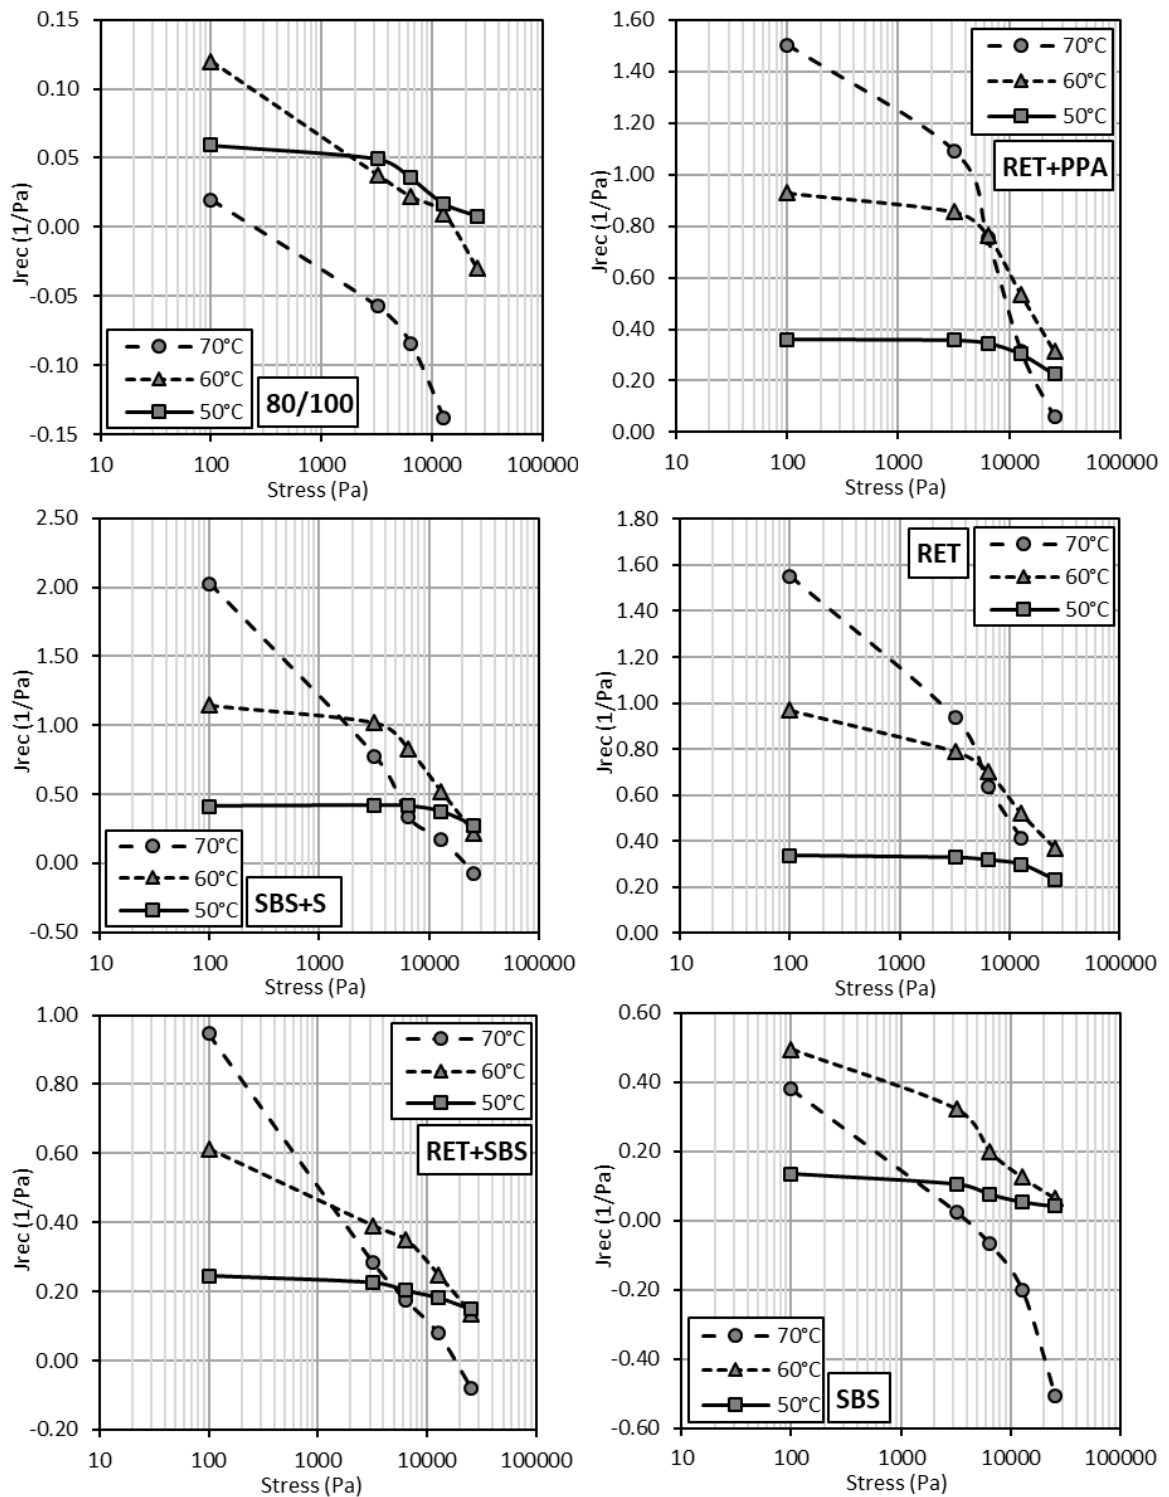 0.15
0.10
0.05
0.00
-0.05
-0.10
-0.15
Jrec (1/Pa)
70°C
60°C
50°C
80/100
10 100 1000 10000 100000
Stress (Pa)
1.60
1.40
1.20
1.00
0.80
0.60
0.40
0.20
0.00
Jrec (1/Pa)
70°C
60°C
50°C
RET+PPA
10 100 1000 10000 100000
Stress (Pa)
2.50
2.00
1.50
1.00
0.50
0.00
-0.50
Jrec (1/Pa)
70°C
60°C
50°C
SBS+S
10 100 1000 10000 100000
Stress (Pa)
1.80
1.60
1.40
1.20
1.00
0.80
0.60
0.40
0.20
0.00
Jrec (1/Pa)
RET
70°C
60°C
50°C
10 100 1000 10000 100000
Stress (Pa)
1.00
0.80
0.60
0.40
0.20
0.00
-0.20
Jrec (1/Pa)
70°C
60°C
50°C
RET+SBS
10 100 1000 10000 100000
Stress (Pa)
0.60
0.40
0.20
0.00
-0.20
-0.40
-0.60
Jrec (1/Pa)
70°C
60°C
50°C
SBS
10 100 1000 10000 100000
Stress (Pa)